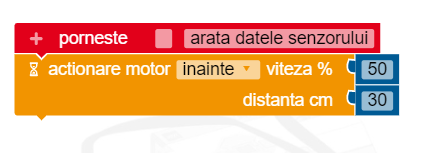 + porneste arata datele senzorului
actionare motor inainte viteza % 50
distanta cm 30